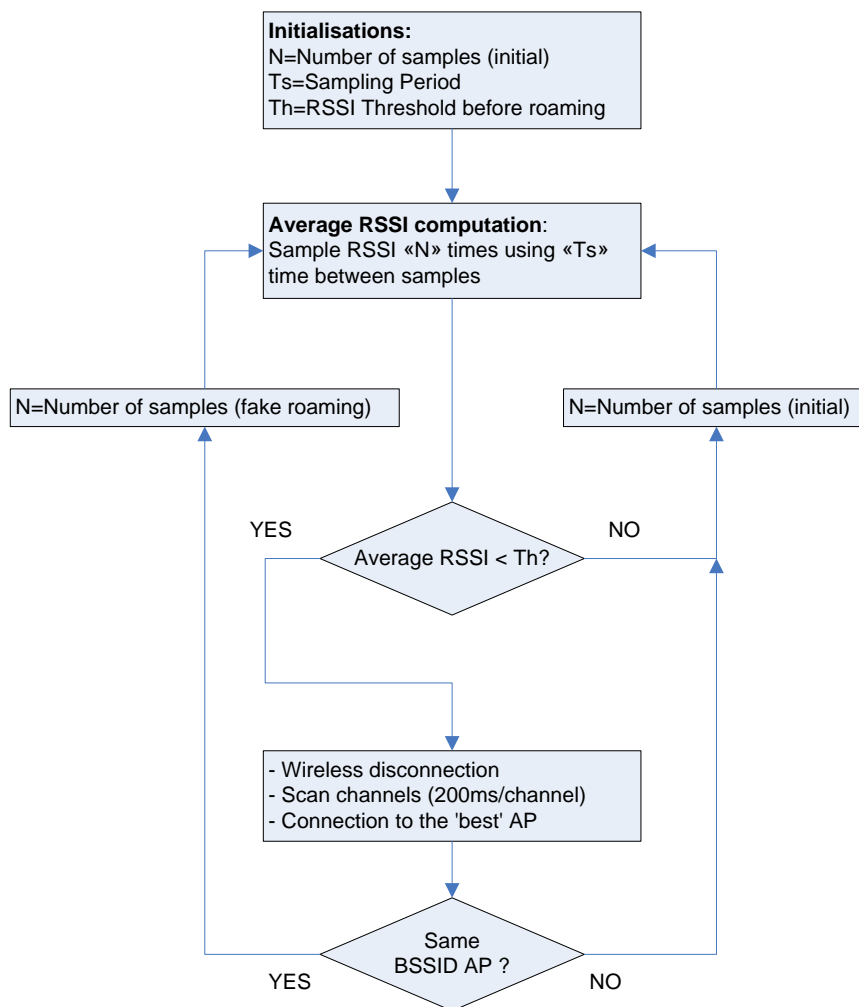 Initialisations:
N=Number of samples (initial)
Ts=Sampling Period
Th=RSSI Threshold before roaming
Average RSSI computation:
Sample RSSI «N» times using «Ts»
time between samples
N=Number of samples (fake roaming)
N=Number of samples (initial)
YES
NO
Average RSSI < Th?
- Wireless disconnection
- Scan channels (200ms/channel)
- Connection to the 'best' AP
Same
BSSID AP ?
YES
NO